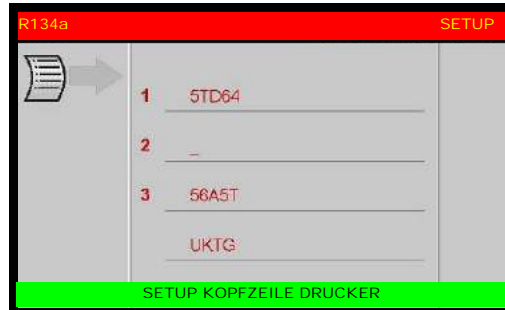 R134a SETUP
1 5TD64
2 _
3 56A5T
UKTG
SETUP KOPFZEILE DRUCKER